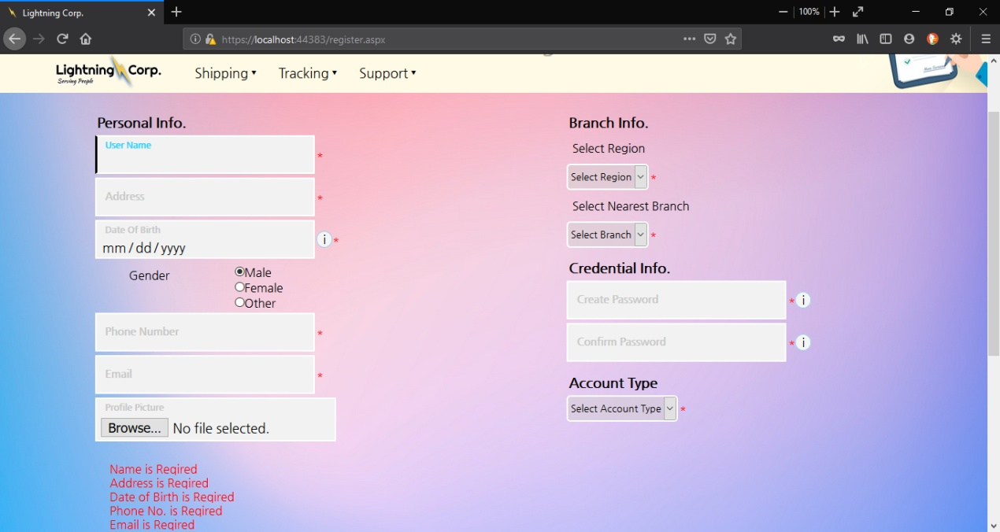 Lightning Corp.
100%
https://localhost:44383/register.aspx
Lightning Corp.
Serving People
Shipping Tracking Support
Personal Info.
User Name
*
Address
*
Date Of Birth
mm / dd / yyyy
i *
Gender
Male
Female
Other
Phone Number
*
Email
*
Profile Picture
Browse... No file selected.
Name is Reqired
Address is Reqired
Date of Birth is Reqired
Phone No. is Reqired
Email is Reqired
Branch Info.
Select Region
Select Region *
Select Nearest Branch
Select Branch *
Credential Info.
Create Password
* i
Confirm Password
* i
Account Type
Select Account Type *